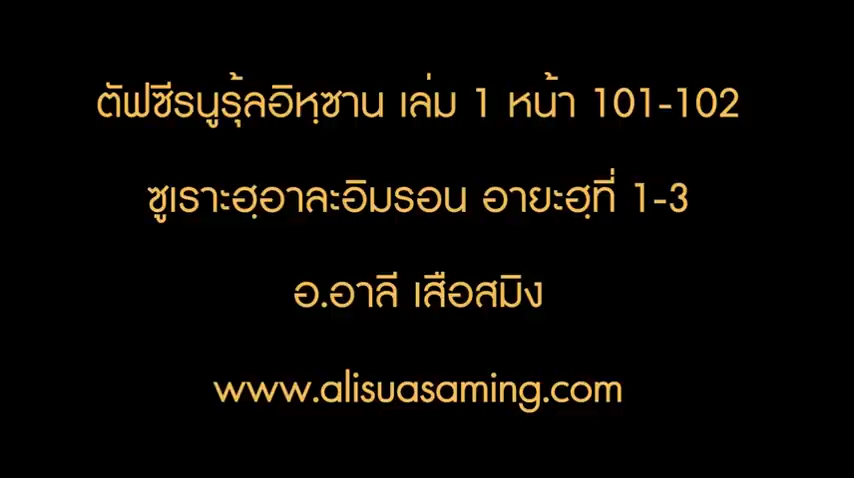 ตัฟซีรนูรุ้ลอิหฺซาน เล่ม 1 หน้า 101-102
ซูเราะฮฺอาละอิมรอน อายะฮฺที่ 1-3
อ.อาลี เสือสมิง
www.alisuasaming.com